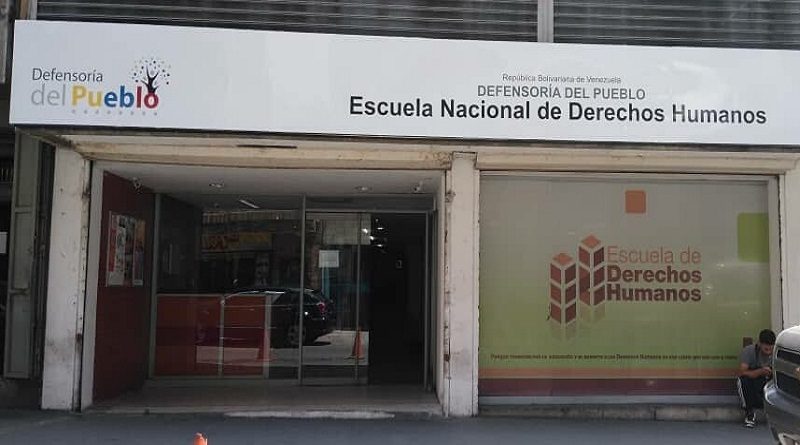 Defensoría
del Pueblo
República Bolivariana de Venezuela
DEFENSORÍA DEL PUEBLO
Escuela Nacional de Derechos Humanos
Escuela de
Derechos
Humanos